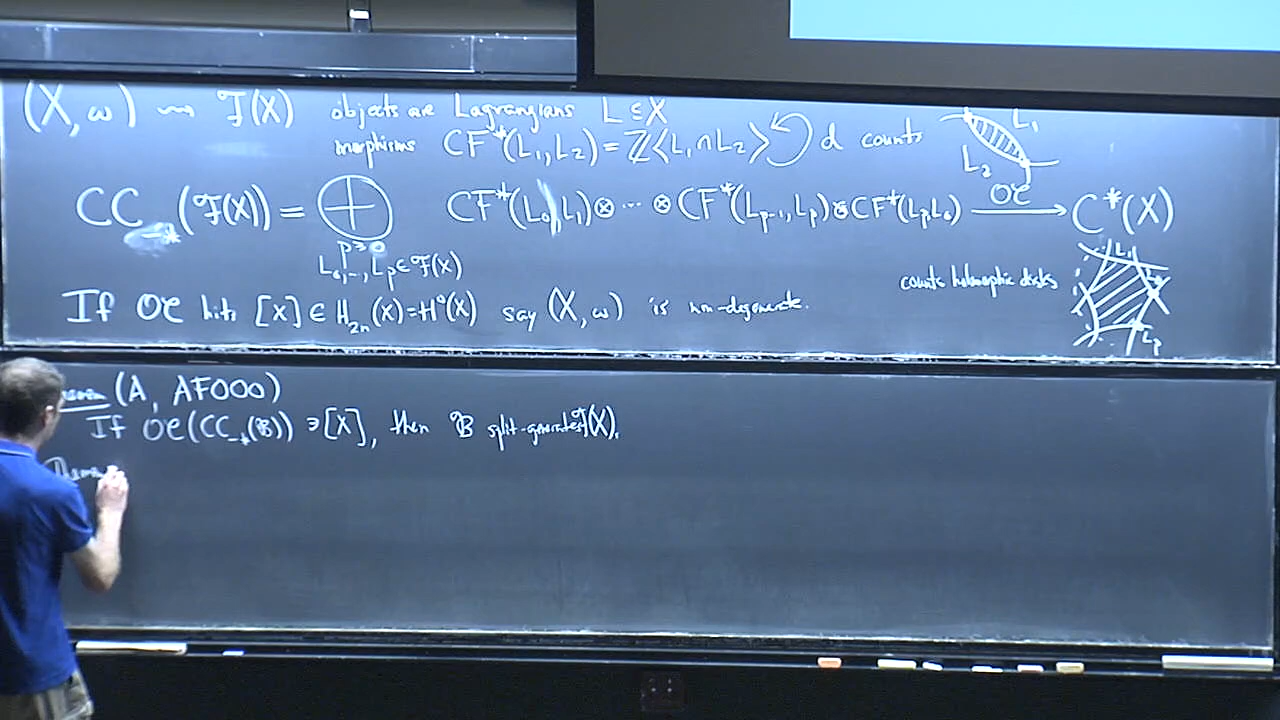 (X, ω) ⇝ 𝓕(X) objects are Lagrangians L ⊆ X
morphisms CF*(L₁, L₂) = ℤ⟨L₁ ∩ L₂⟩ d counts L₁ L₂
CC₋*(𝓕(X)) = ⊕ CF*(L₀, L₁) ⊗ ⋯ ⊗ CF*(Lₚ₋₁, Lₚ) ⊗ CF*(Lₚ L₀) ⟶ C*(X)
OC
p ≥ 0
L₀, ⋯, Lₚ ∈ 𝓕(X)
counts holomorphic disks L₁ Lₚ
If OC hits [X] ∈ H₂ₙ(X) = H⁰(X) say (X, ω) is non-degenerate.
(A, AFOOO)
If OC(CC₋*(𝓑)) ∋ [X], then 𝓑 split-generates 𝓕(X).